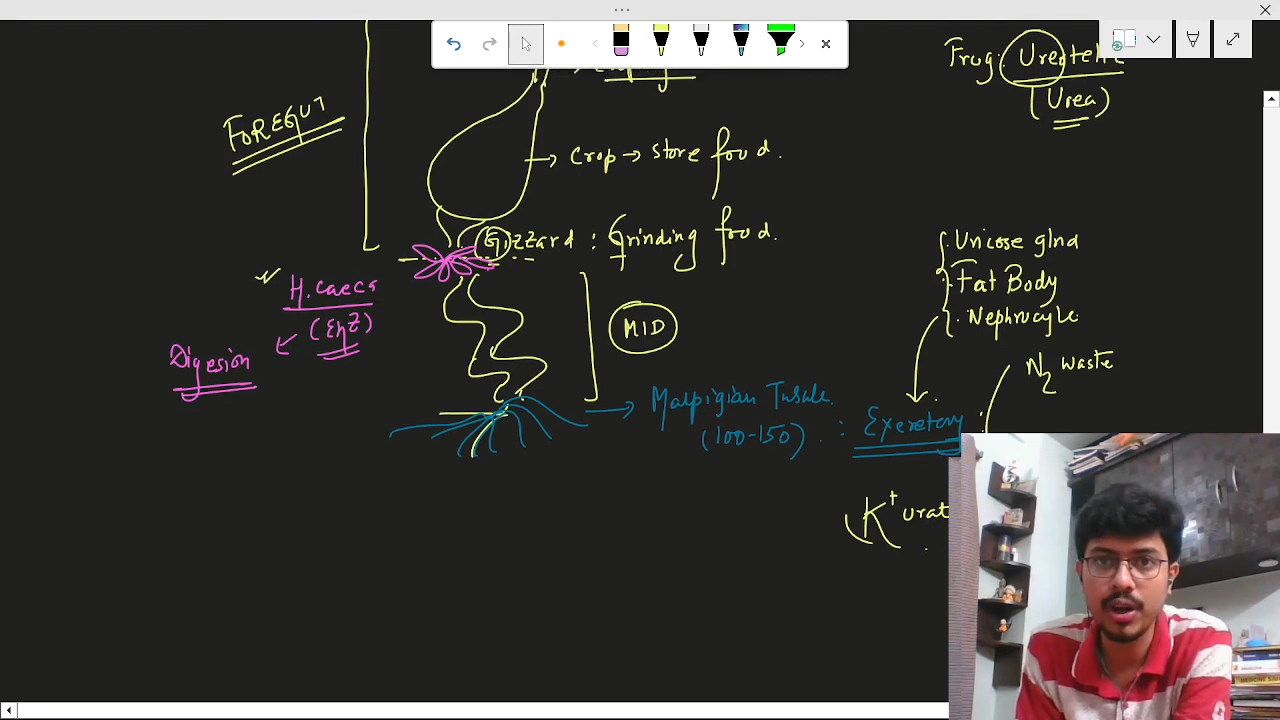 Frog: Ureotelic
(Urea)
FOREGUT
Crop → store food.
Gizzard : Grinding food.
H. caeca
(Enz)
Digesion
MID
Uricose glnd
Fat Body
Nephrocyte
N2 waste
Malpigian Tubule.
(100-150) . : Excretory
K+ urat